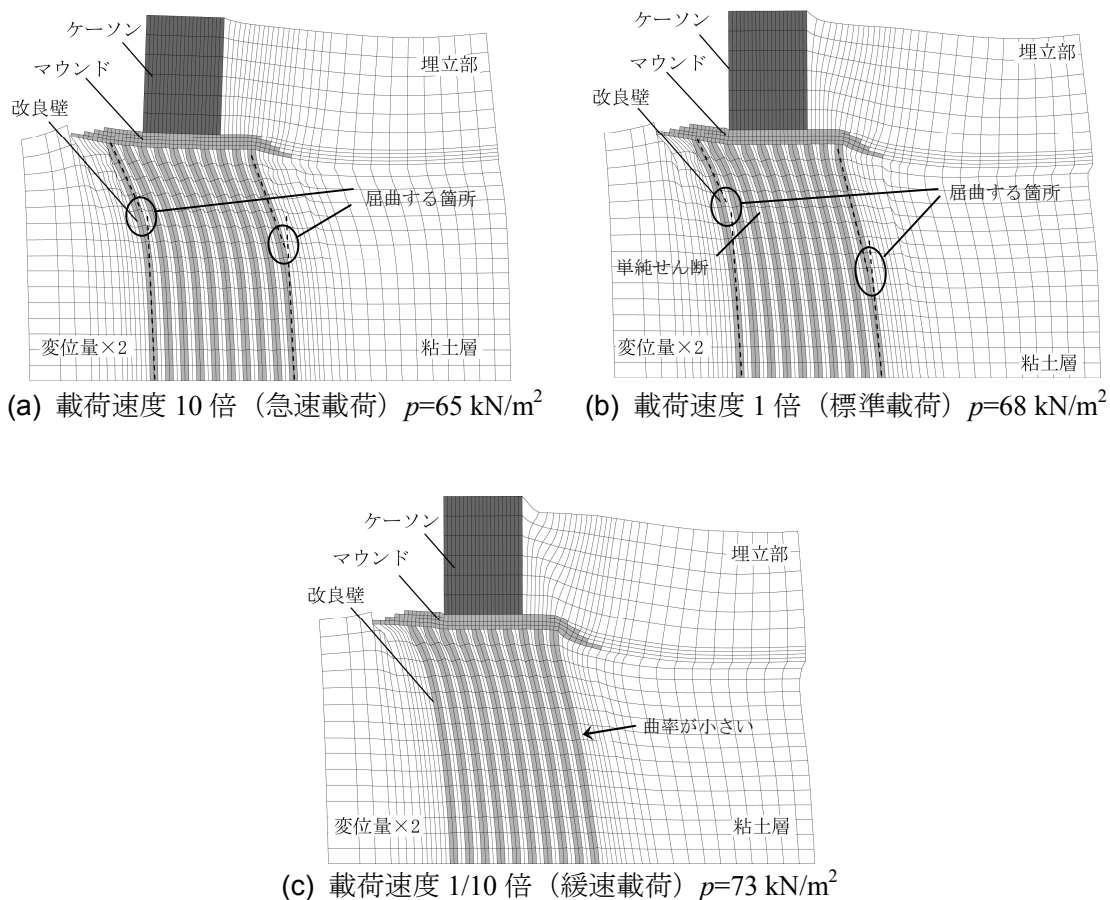 ケーソン
マウンド
改良壁
埋立部
屈曲する箇所
変位量×2
粘土層
(a) 載荷速度 10 倍（急速載荷）p=65 kN/m²
ケーソン
マウンド
改良壁
埋立部
屈曲する箇所
単純せん断
変位量×2
粘土層
(b) 載荷速度 1 倍（標準載荷）p=68 kN/m²
ケーソン
マウンド
改良壁
埋立部
曲率が小さい
変位量×2
粘土層
(c) 載荷速度 1/10 倍（緩速載荷）p=73 kN/m²